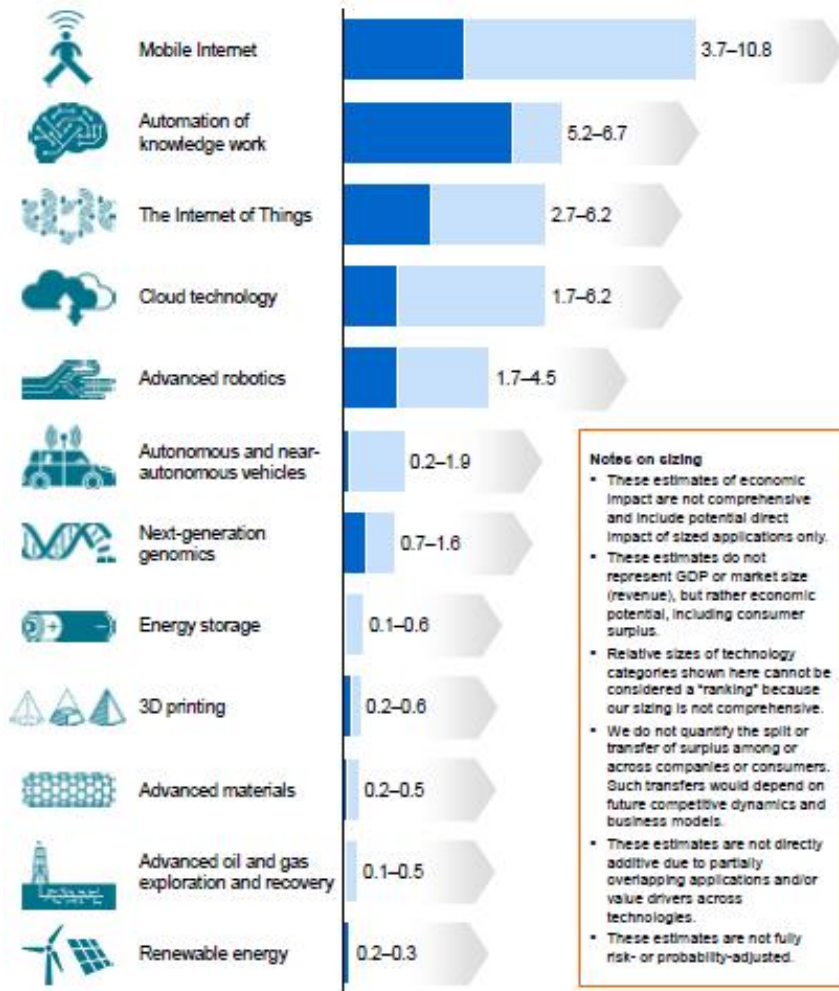 Mobile Internet
3.7–10.8
Automation of
knowledge work
5.2–6.7
The Internet of Things
2.7–6.2
Cloud technology
1.7–6.2
Advanced robotics
1.7–4.5
Autonomous and near-
autonomous vehicles
0.2–1.9
Next-generation
genomics
0.7–1.6
Energy storage
0.1–0.6
3D printing
0.2–0.6
Advanced materials
0.2–0.5
Advanced oil and gas
exploration and recovery
0.1–0.5
Renewable energy
0.2–0.3
Notes on sizing
▪ These estimates of economic
impact are not comprehensive
and include potential direct
impact of sized applications only.
▪ These estimates do not
represent GDP or market size
(revenue), but rather economic
potential, including consumer
surplus.
▪ Relative sizes of technology
categories shown here cannot be
considered a "ranking" because
our sizing is not comprehensive.
▪ We do not quantify the split or
transfer of surplus among or
across companies or consumers.
Such transfers would depend on
future competitive dynamics and
business models.
▪ These estimates are not directly
additive due to partially
overlapping applications and/or
value drivers across
technologies.
▪ These estimates are not fully
risk- or probability-adjusted.